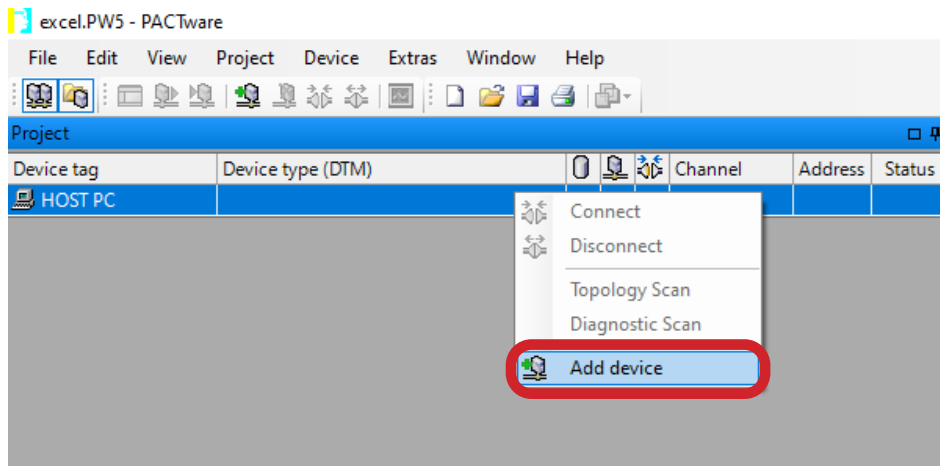 excel.PW5 - PACTware
File Edit View Project Device Extras Window Help
Project
Device tag Device type (DTM) Channel Address Status
HOST PC
Connect
Disconnect
Topology Scan
Diagnostic Scan
Add device